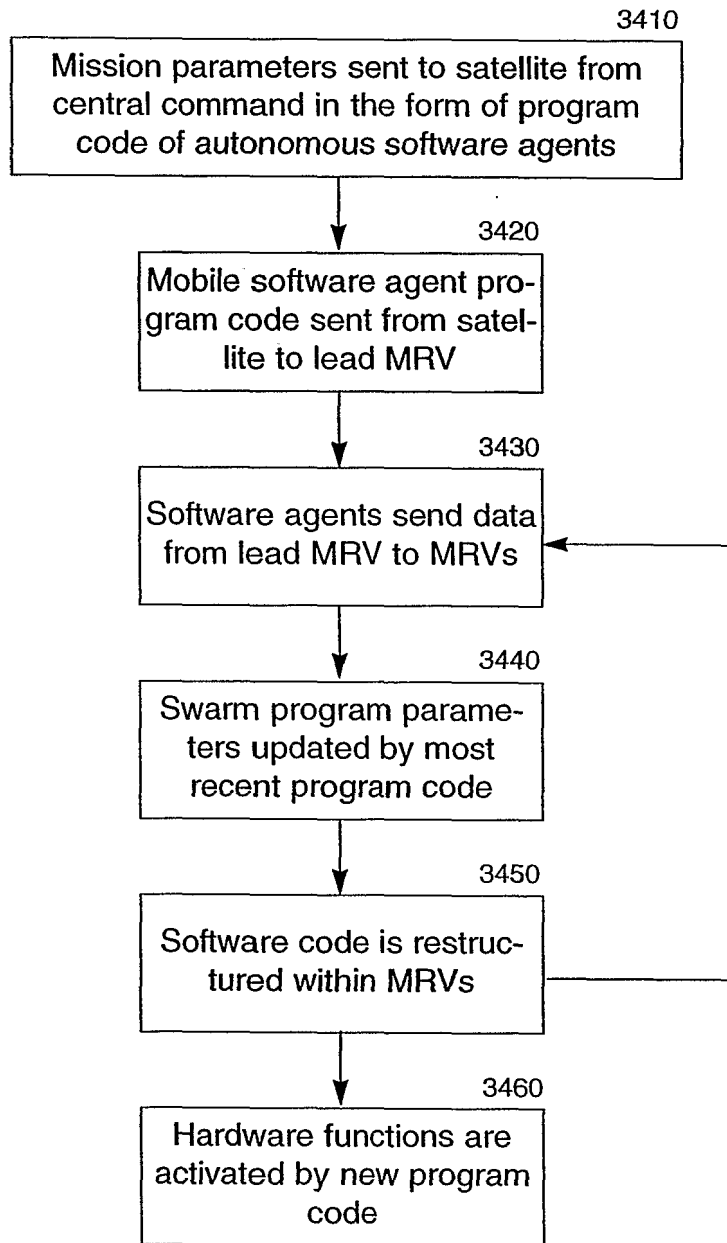 3410
Mission parameters sent to satellite from
central command in the form of program
code of autonomous software agents
3420
Mobile software agent pro-
gram code sent from satel-
lite to lead MRV
3430
Software agents send data
from lead MRV to MRVs
3440
Swarm program parame-
ters updated by most
recent program code
3450
Software code is restruc-
tured within MRVs
3460
Hardware functions are
activated by new program
code